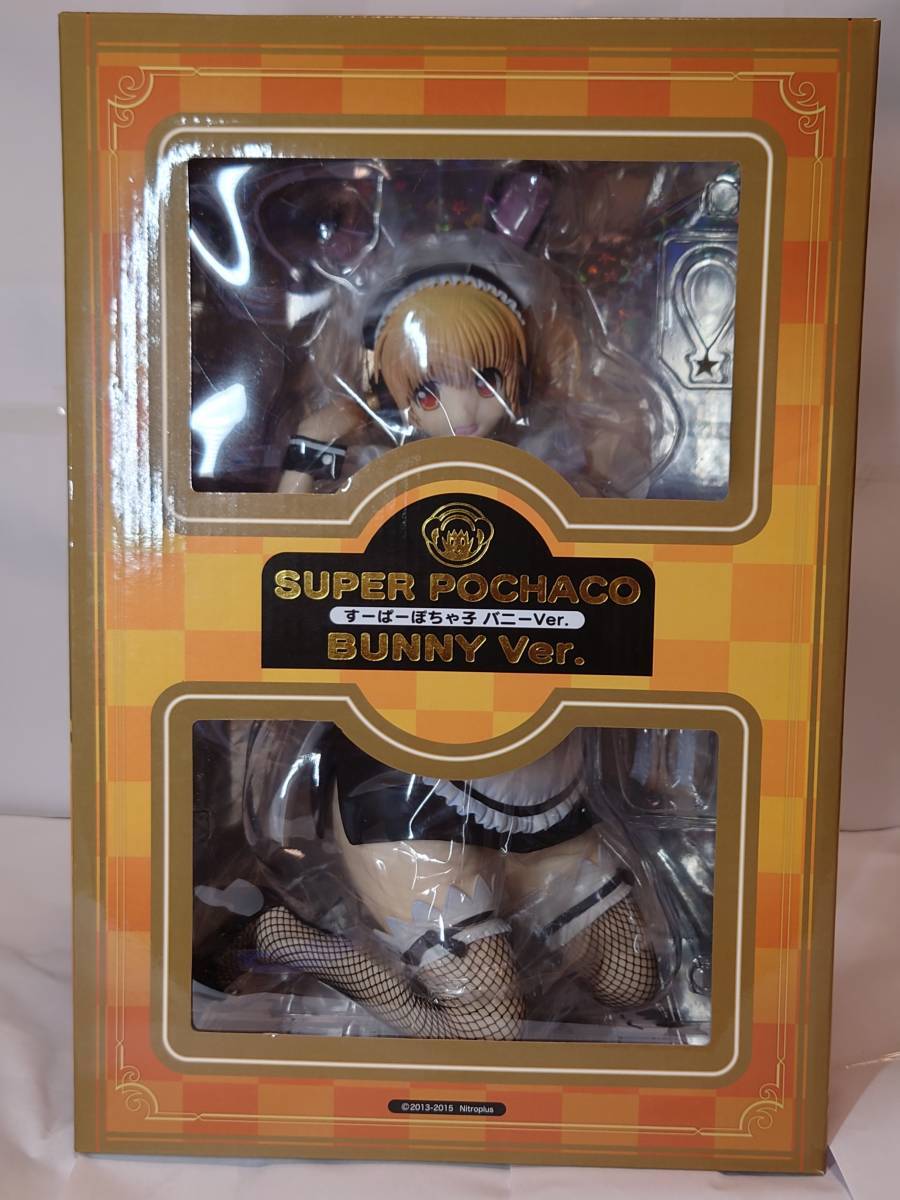 SUPER POCHACO
すーぱーぽちゃ子 バニーVer.
BUNNY Ver.
©2013-2015 Nitroplus